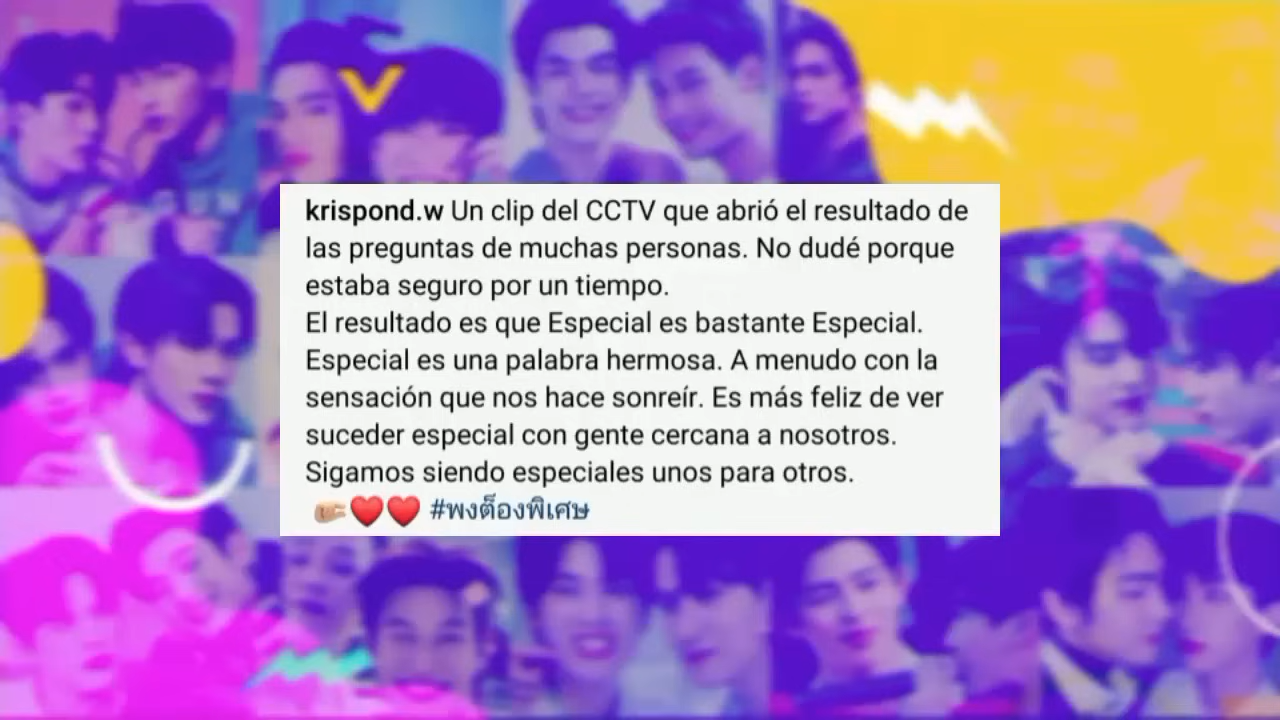 krispond.w Un clip del CCTV que abrió el resultado de
las preguntas de muchas personas. No dudé porque
estaba seguro por un tiempo.
El resultado es que Especial es bastante Especial.
Especial es una palabra hermosa. A menudo con la
sensación que nos hace sonreír. Es más feliz de ver
suceder especial con gente cercana a nosotros.
Sigamos siendo especiales unos para otros.
🤛🏼❤️❤️ #พงต็องพิเศษ